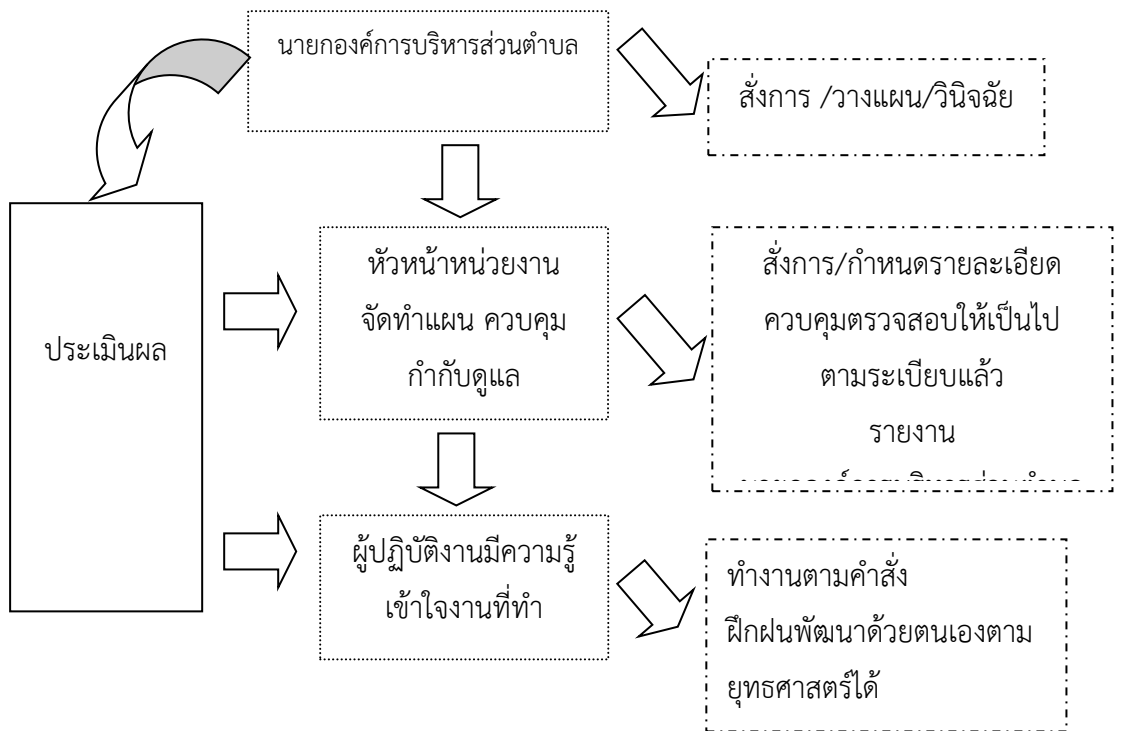 นายกองค์การบริหารส่วนตำบล
สั่งการ /วางแผน/วินิจฉัย
ประเมินผล
หัวหน้าหน่วยงาน
จัดทำแผน ควบคุม
กำกับดูแล
สั่งการ/กำหนดรายละเอียด
ควบคุมตรวจสอบให้เป็นไป
ตามระเบียบแล้ว
รายงาน
ผู้ปฏิบัติงานมีความรู้
เข้าใจงานที่ทำ
ทำงานตามคำสั่ง
ฝึกฝนพัฒนาด้วยตนเองตาม
ยุทธศาสตร์ได้